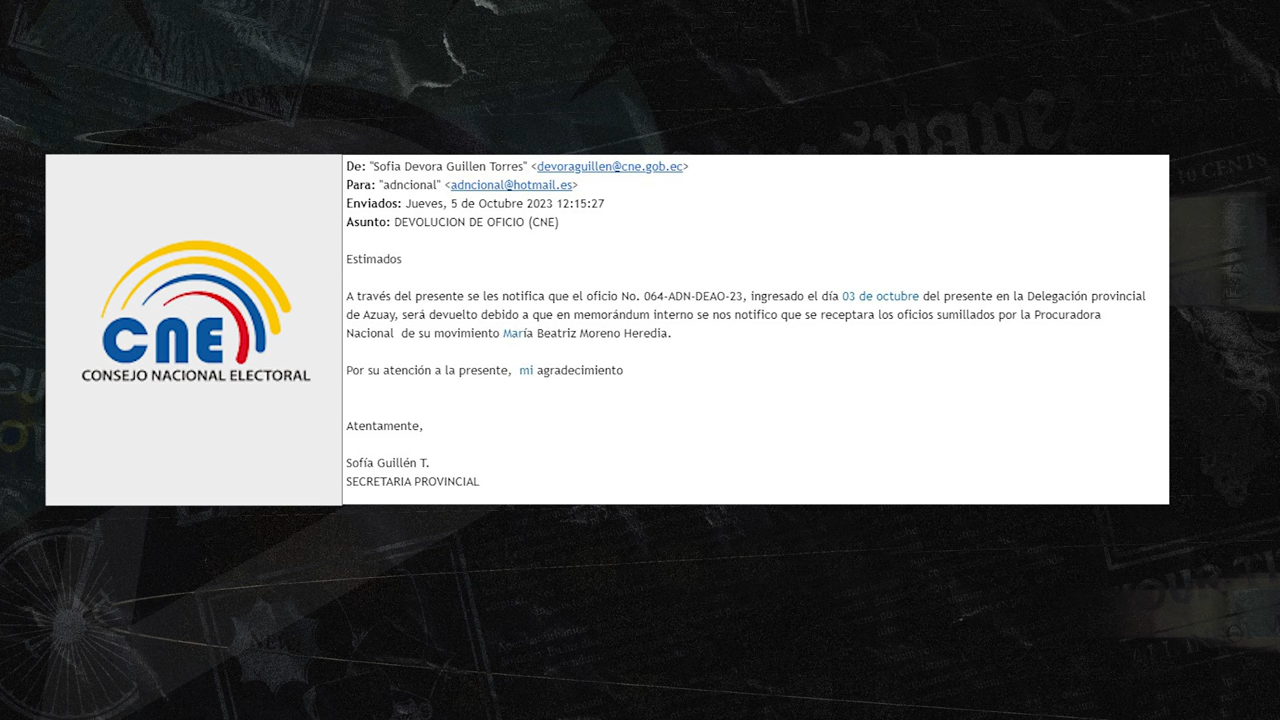 CNE
CONSEJO NACIONAL ELECTORAL
De: "Sofia Devora Guillen Torres" <devoraguillen@cne.gob.ec>
Para: "adncional" <adncional@hotmail.es>
Enviados: Jueves, 5 de Octubre 2023 12:15:27
Asunto: DEVOLUCION DE OFICIO (CNE)
Estimados
A través del presente se les notifica que el oficio No. 064-ADN-DEAO-23, ingresado el día 03 de octubre del presente en la Delegación provincial
de Azuay, será devuelto debido a que en memorándum interno se nos notifico que se receptara los oficios sumillados por la Procuradora
Nacional de su movimiento María Beatriz Moreno Heredia.
Por su atención a la presente, mi agradecimiento
Atentamente,
Sofía Guillén T.
SECRETARIA PROVINCIAL
10 CENTS
NEW